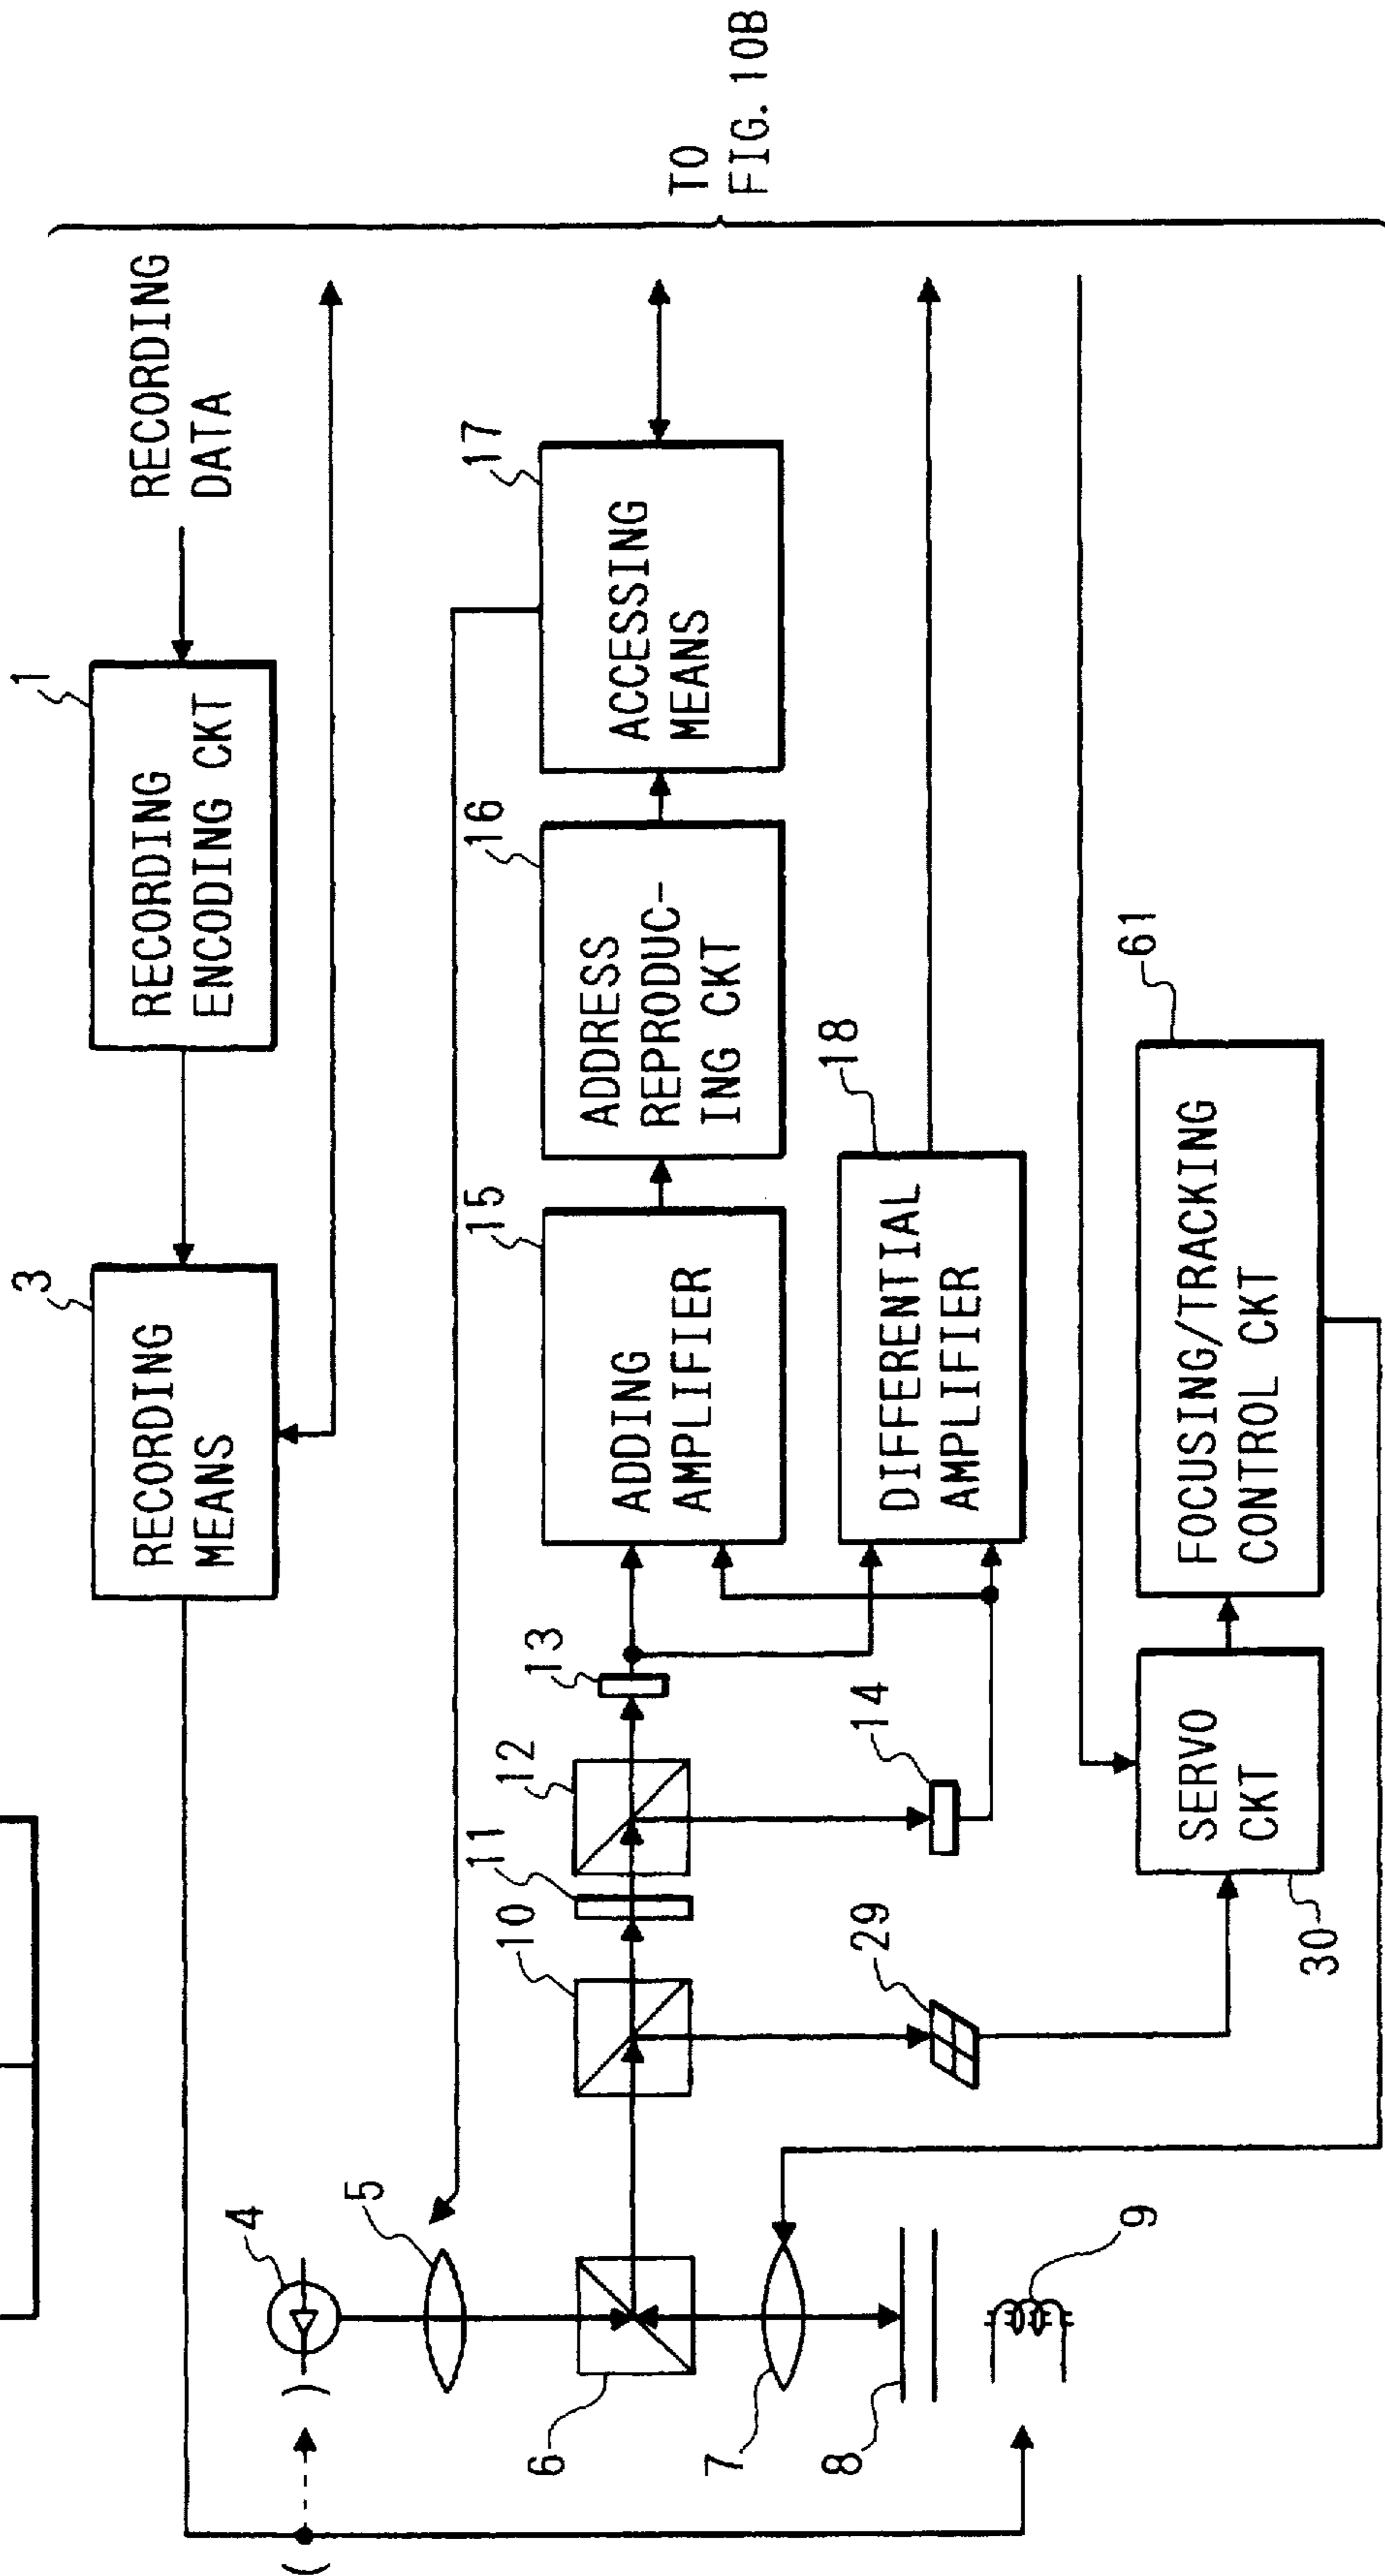 1
RECORDING
ENCODING CKT
RECORDING
DATA
3
RECORDING
MEANS
4
5
6
7
8
9
10
11
12
13
14
29
15
ADDING
AMPLIFIER
16
ADDRESS
REPRODUC-
ING CKT
17
ACCESSING
MEANS
18
DIFFERENTIAL
AMPLIFIER
30
SERVO
CKT
61
FOCUSING/TRACKING
CONTROL CKT
TO
FIG. 10B